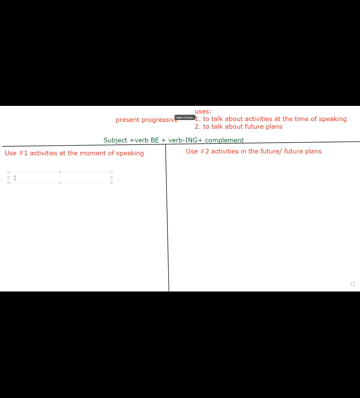 uses:
present progressive
1. to talk about activities at the time of speaking
2. to talk about future plans
Subject +verb BE + verb-ING+ complement
Use #1 activities at the moment of speaking
Use #2 activities in the future/ future plans